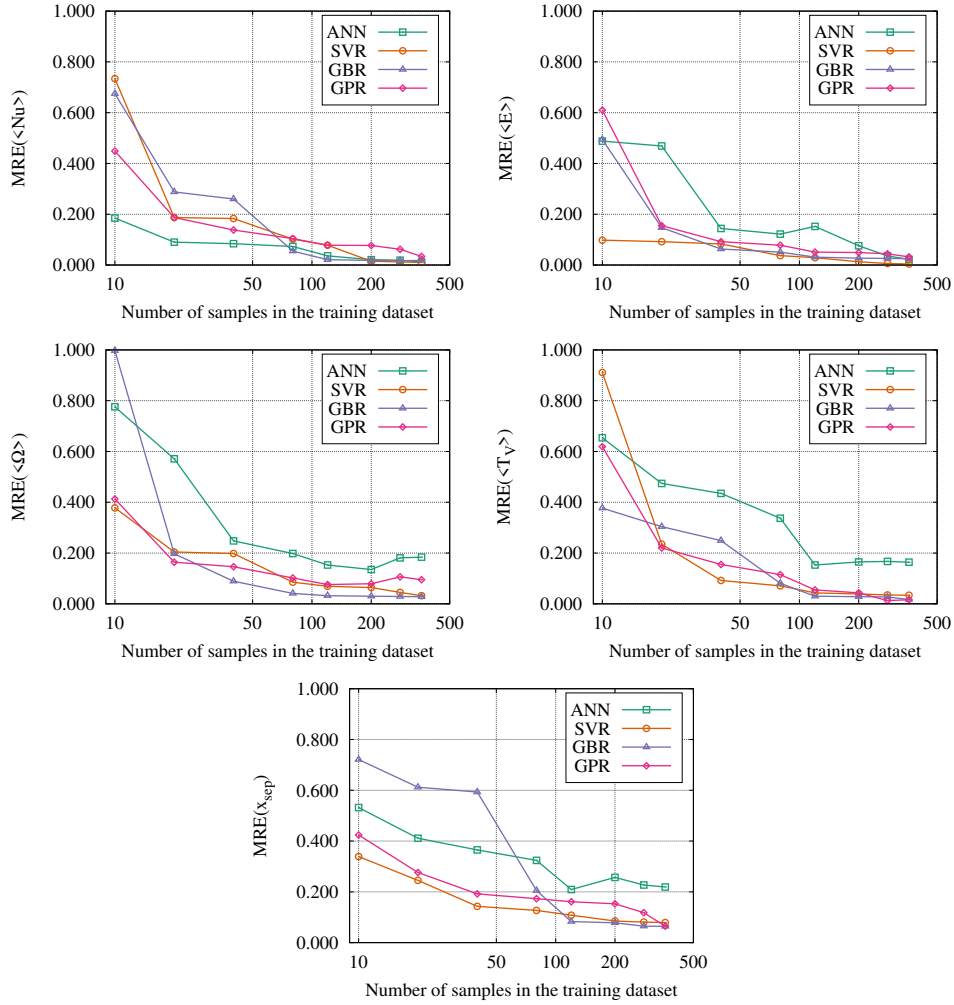 MRE(<Nu>)
1.000
0.800
0.600
0.400
0.200
0.000
10
50
100
200
500
Number of samples in the training dataset
ANN
SVR
GBR
GPR
MRE(<E>)
1.000
0.800
0.600
0.400
0.200
0.000
10
50
100
200
500
Number of samples in the training dataset
ANN
SVR
GBR
GPR
MRE(<Ω>)
1.000
0.800
0.600
0.400
0.200
0.000
10
50
100
200
500
Number of samples in the training dataset
ANN
SVR
GBR
GPR
MRE(<T_V>)
1.000
0.800
0.600
0.400
0.200
0.000
10
50
100
200
500
Number of samples in the training dataset
ANN
SVR
GBR
GPR
MRE(x_sep)
1.000
0.800
0.600
0.400
0.200
0.000
10
50
100
200
500
Number of samples in the training dataset
ANN
SVR
GBR
GPR